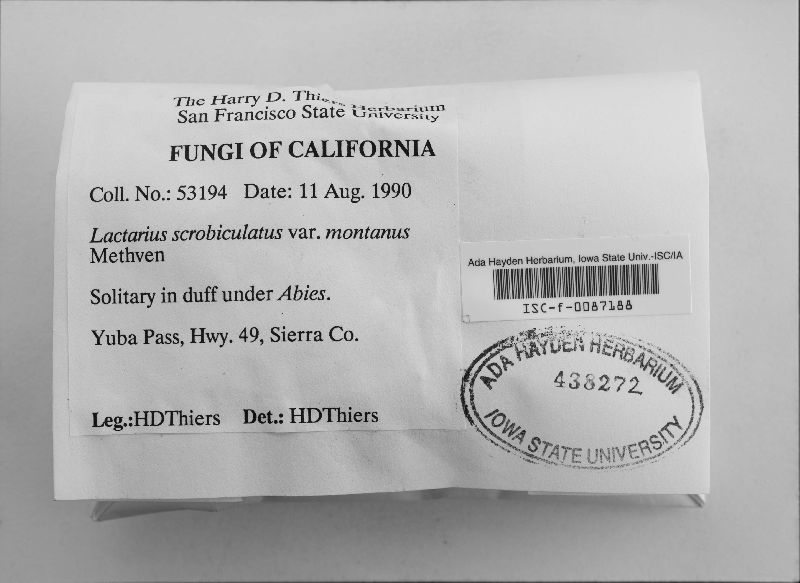 The Harry D. Thiers Herbarium
San Francisco State University
FUNGI OF CALIFORNIA
Coll. No.: 53194 Date: 11 Aug. 1990
Lactarius scrobiculatus var. montanus
Methven
Solitary in duff under Abies.
Yuba Pass, Hwy. 49, Sierra Co.
Leg.:HDThiers Det.: HDThiers
Ada Hayden Herbarium, Iowa State Univ.-ISC/IA
ISC-f-0087188
ADA HAYDEN HERBARIUM
438272
IOWA STATE UNIVERSITY